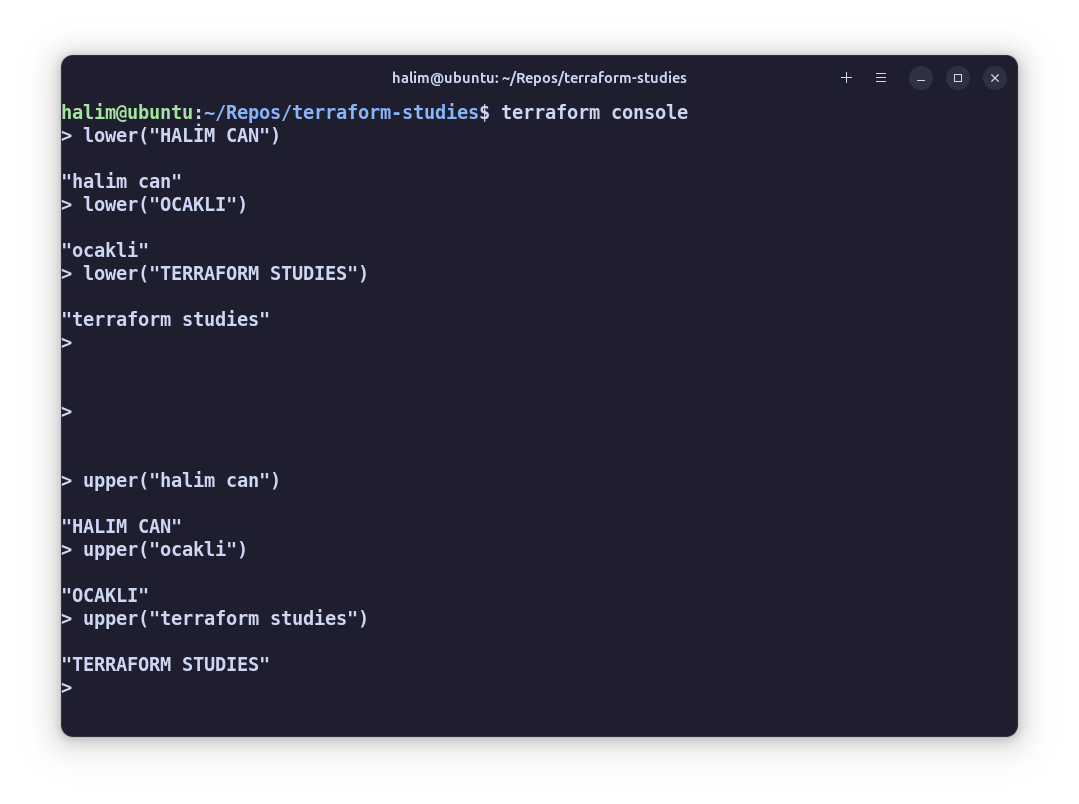 halim@ubuntu: ~/Repos/terraform-studies
halim@ubuntu:~/Repos/terraform-studies$ terraform console
> lower("HALİM CAN")
"halim can"
> lower("OCAKLI")
"ocakli"
> lower("TERRAFORM STUDIES")
"terraform studies"
>
>
> upper("halim can")
"HALIM CAN"
> upper("ocakli")
"OCAKLI"
> upper("terraform studies")
"TERRAFORM STUDIES"
>